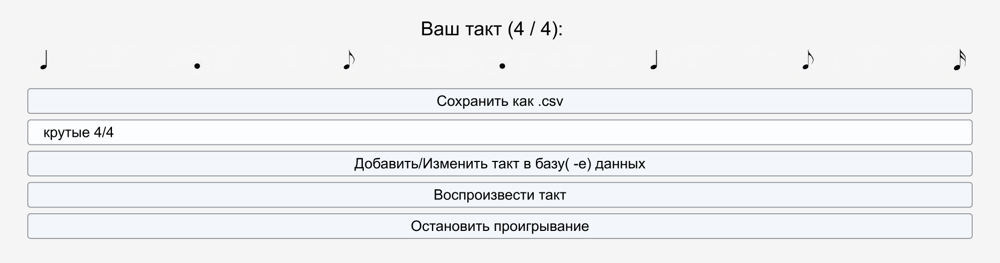 Ваш такт (4 / 4):
Сохранить как .csv
крутые 4/4
Добавить/Изменить такт в базу( -е) данных
Воспроизвести такт
Остановить проигрывание